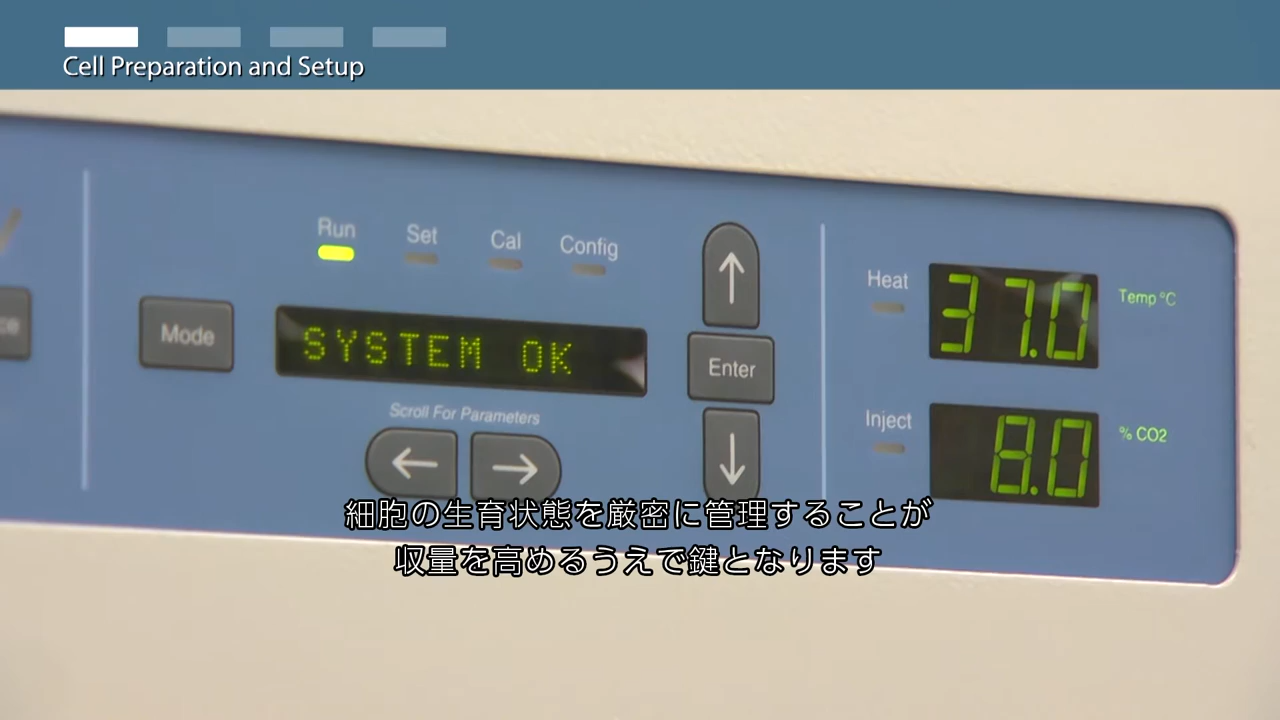 Cell Preparation and Setup
Run Set Cal Config
Mode
SYSTEM OK
Scroll For Parameters
Enter
Heat
37.0
Temp °C
Inject
8.0
% CO2
細胞の生育状態を厳密に管理することが
収量を高めるうえで鍵となります